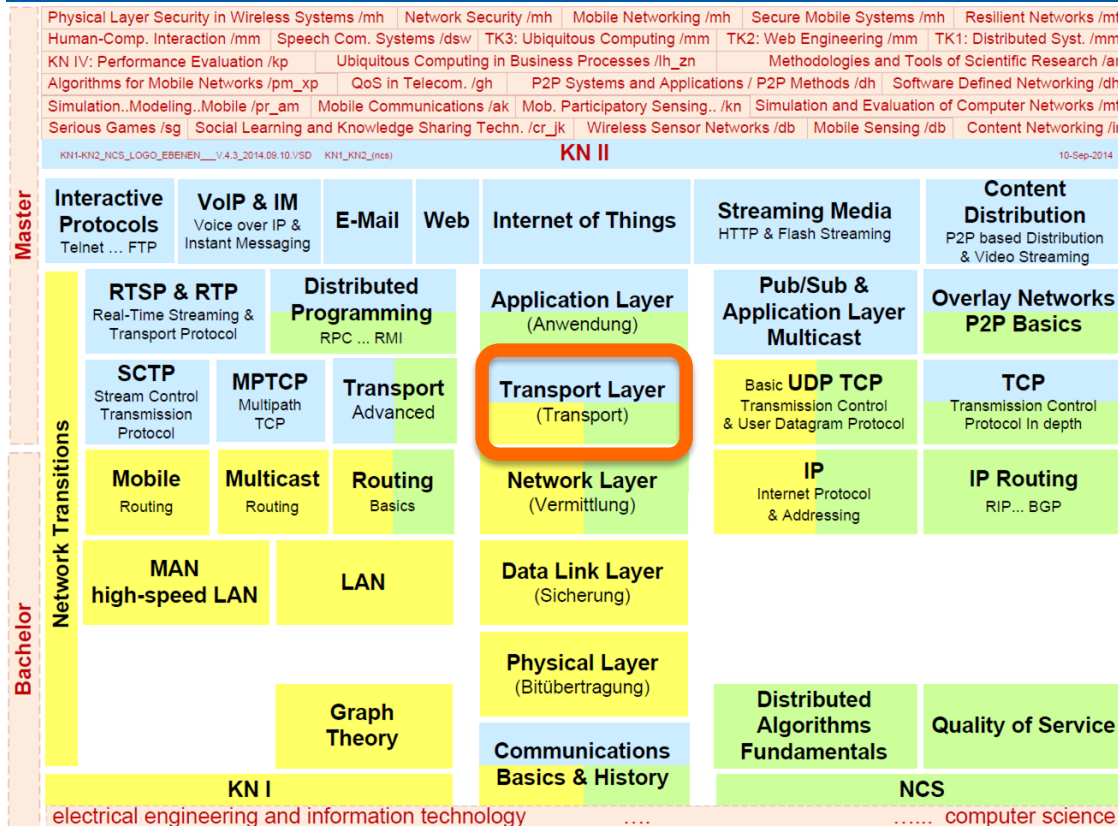 Physical Layer Security in Wireless Systems /mh Network Security /mh Mobile Networking /mh Secure Mobile Systems /mh Resilient Networks /mf
Human-Comp. Interaction /mm Speech Com. Systems /dsw TK3: Ubiquitous Computing /mm TK2: Web Engineering /mm TK1: Distributed Syst. /mm
KN IV: Performance Evaluation /kp Ubiquitous Computing in Business Processes /lh_zn Methodologies and Tools of Scientific Research /ar
Algorithms for Mobile Networks /pm_xp QoS in Telecom. /gh P2P Systems and Applications / P2P Methods /dh Software Defined Networking /dh
Simulation..Modeling..Mobile /pr_am Mobile Communications /ak Mob. Participatory Sensing.. /kn Simulation and Evaluation of Computer Networks /mf
Serious Games /sg Social Learning and Knowledge Sharing Techn. /cr_jk Wireless Sensor Networks /db Mobile Sensing /db Content Networking
KN1-KN2_NCS_LOGO_EBENEN___V.4.3_2014.09.10.VSD KN1_KN2_(ncs) KN II 10-Sep-2014
Master
Interactive
Protocols
Telnet ... FTP
VoIP & IM
Voice over IP &
Instant Messaging
E-Mail
Web
Internet of Things
Streaming Media
HTTP & Flash Streaming
Content
Distribution
P2P based Distribution
& Video Streaming
Network Transitions
RTSP & RTP
Real-Time Streaming &
Transport Protocol
Distributed
Programming
RPC ... RMI
Application Layer
(Anwendung)
Pub/Sub &
Application Layer
Multicast
Overlay Networks
P2P Basics
SCTP
Stream Control
Transmission
Protocol
MPTCP
Multipath
TCP
Transport
Advanced
Transport Layer
(Transport)
Basic UDP TCP
Transmission Control
& User Datagram Protocol
TCP
Transmission Control
Protocol In depth
Bachelor
Mobile
Routing
Multicast
Routing
Routing
Basics
Network Layer
(Vermittlung)
IP
Internet Protocol
& Addressing
IP Routing
RIP... BGP
MAN
high-speed LAN
LAN
Data Link Layer
(Sicherung)
Physical Layer
(Bitübertragung)
Graph
Theory
Communications
Basics & History
Distributed
Algorithms
Fundamentals
Quality of Service
KN I
NCS
electrical engineering and information technology .... ...... computer science